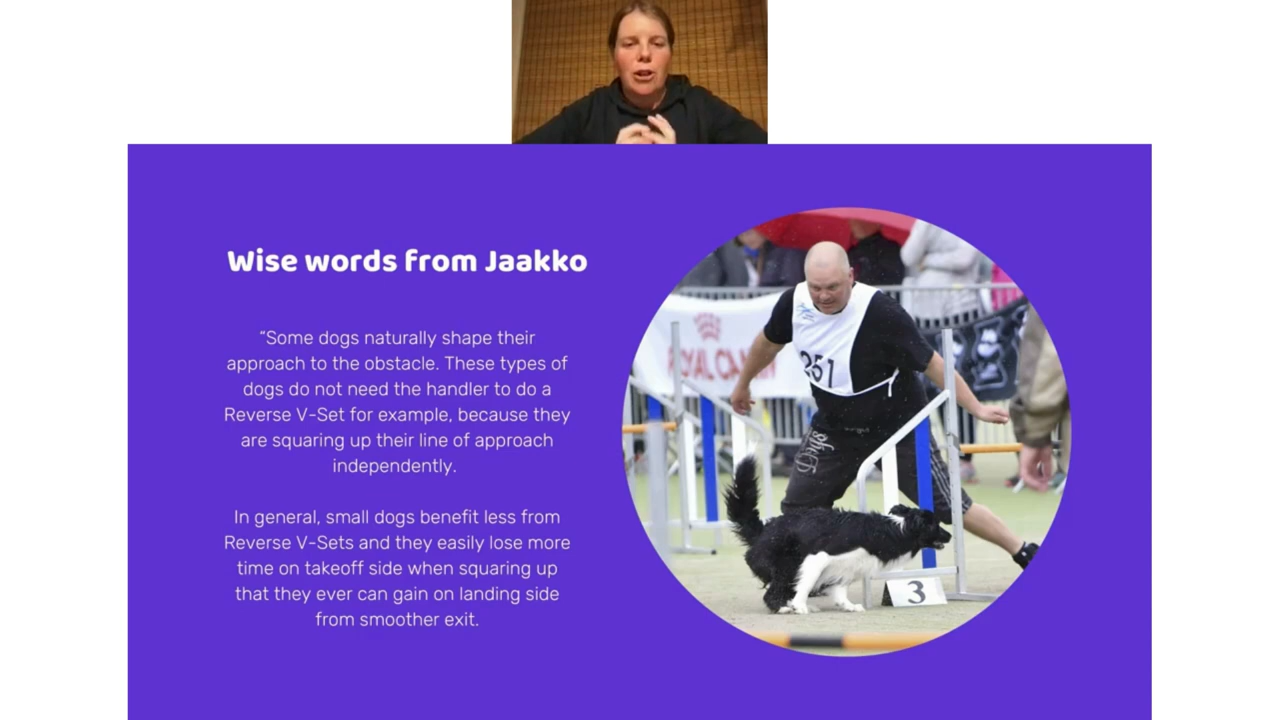 Wise words from Jaakko
“Some dogs naturally shape their
approach to the obstacle. These types of
dogs do not need the handler to do a
Reverse V-Set for example, because they
are squaring up their line of approach
independently.
In general, small dogs benefit less from
Reverse V-Sets and they easily lose more
time on takeoff side when squaring up
that they ever can gain on landing side
from smoother exit.
ROYAL CANIN
251
3